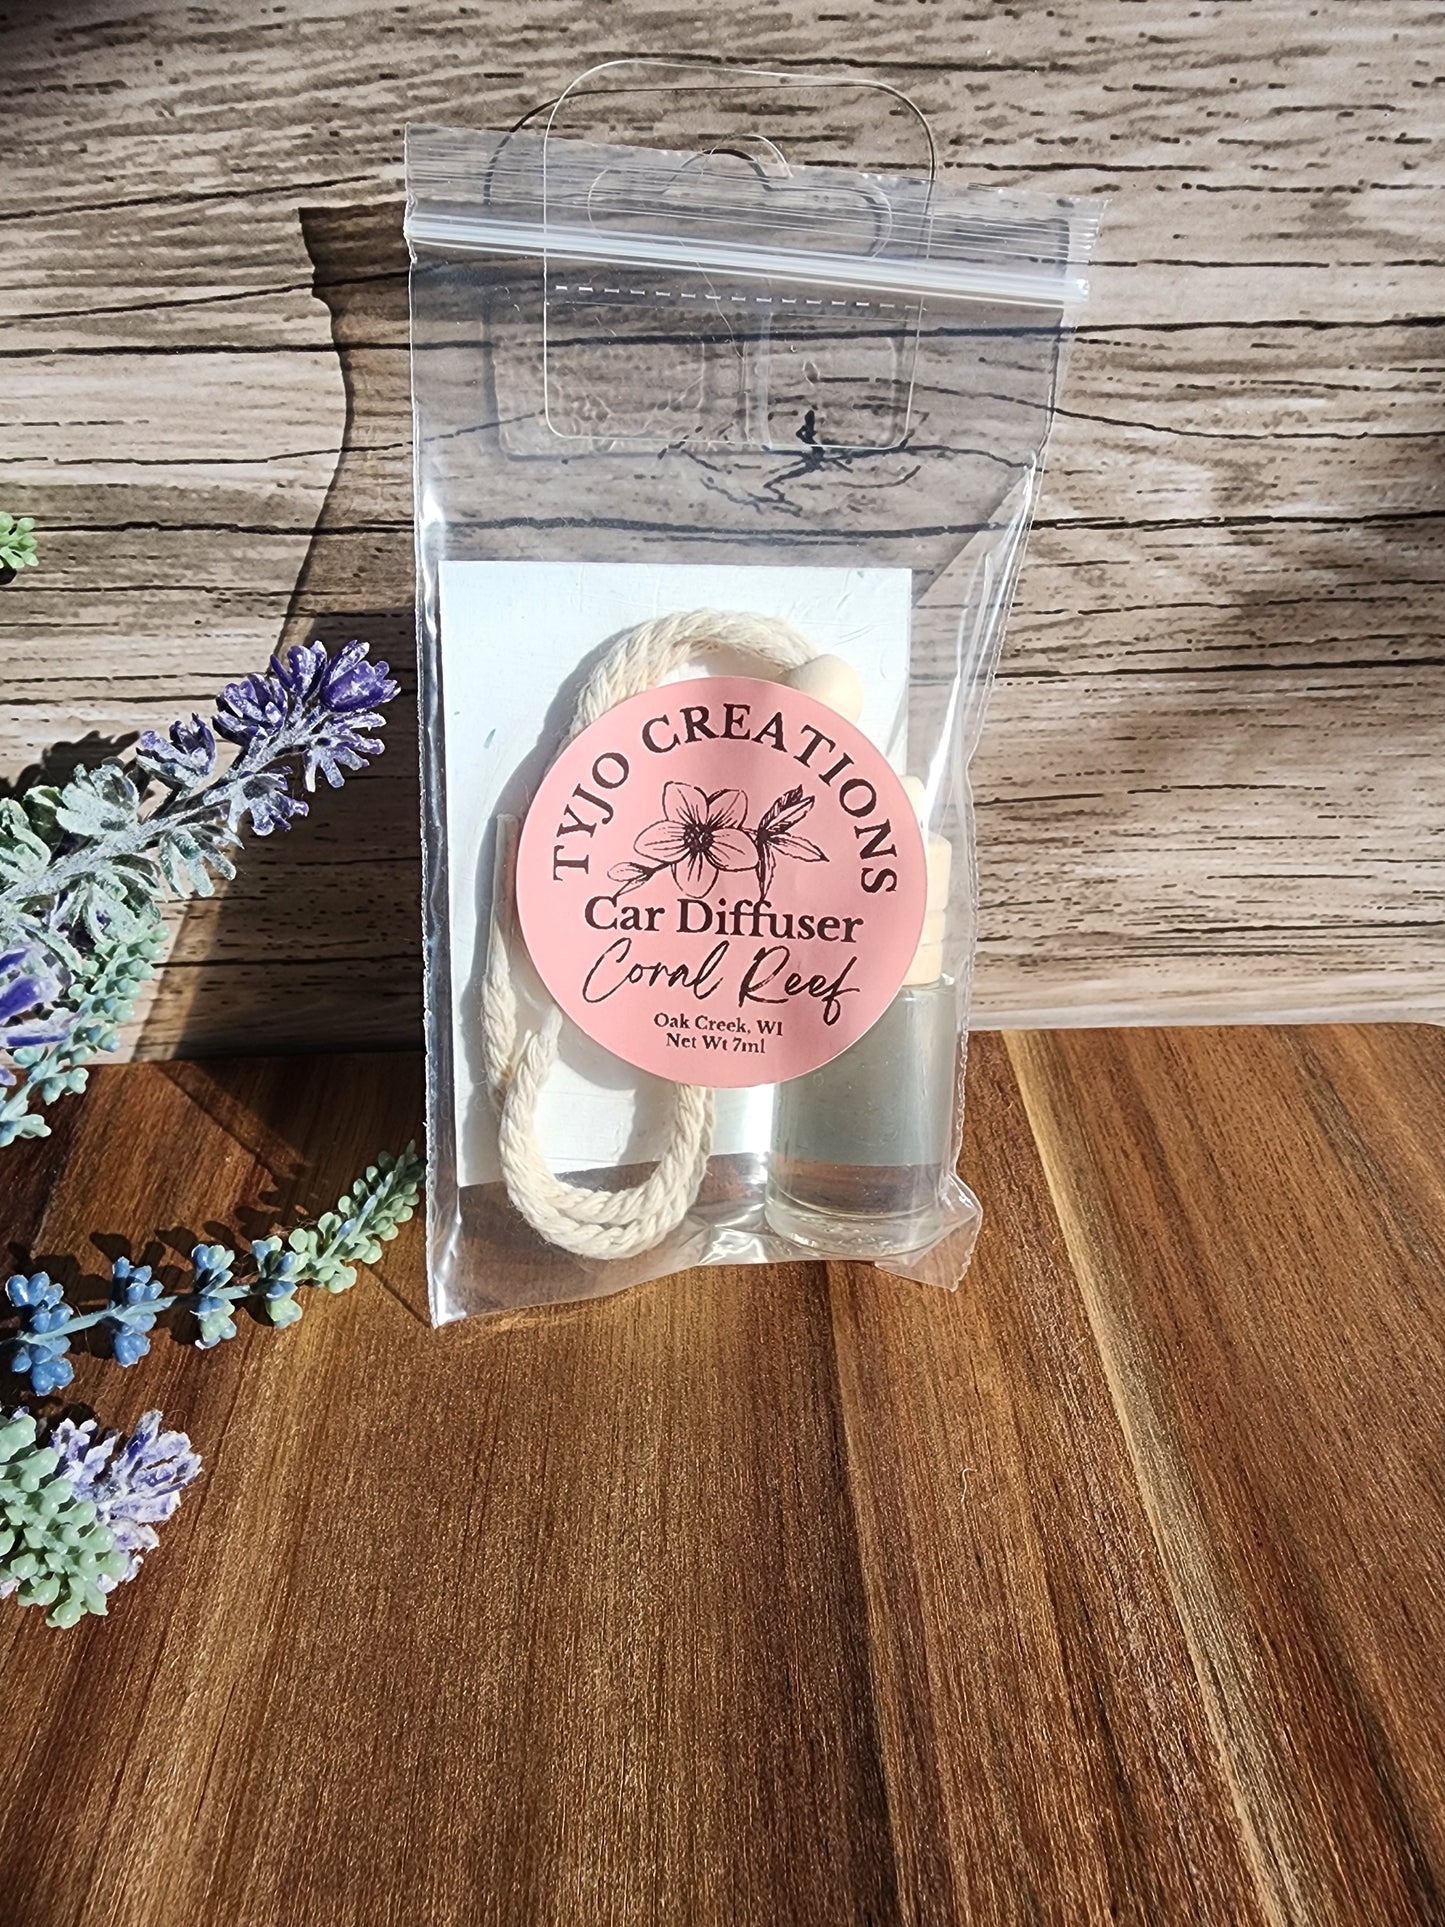 TYJO CREATIONS
Car Diffuser
Coral Reef
Oak Creek, WI
Net Wt 7ml